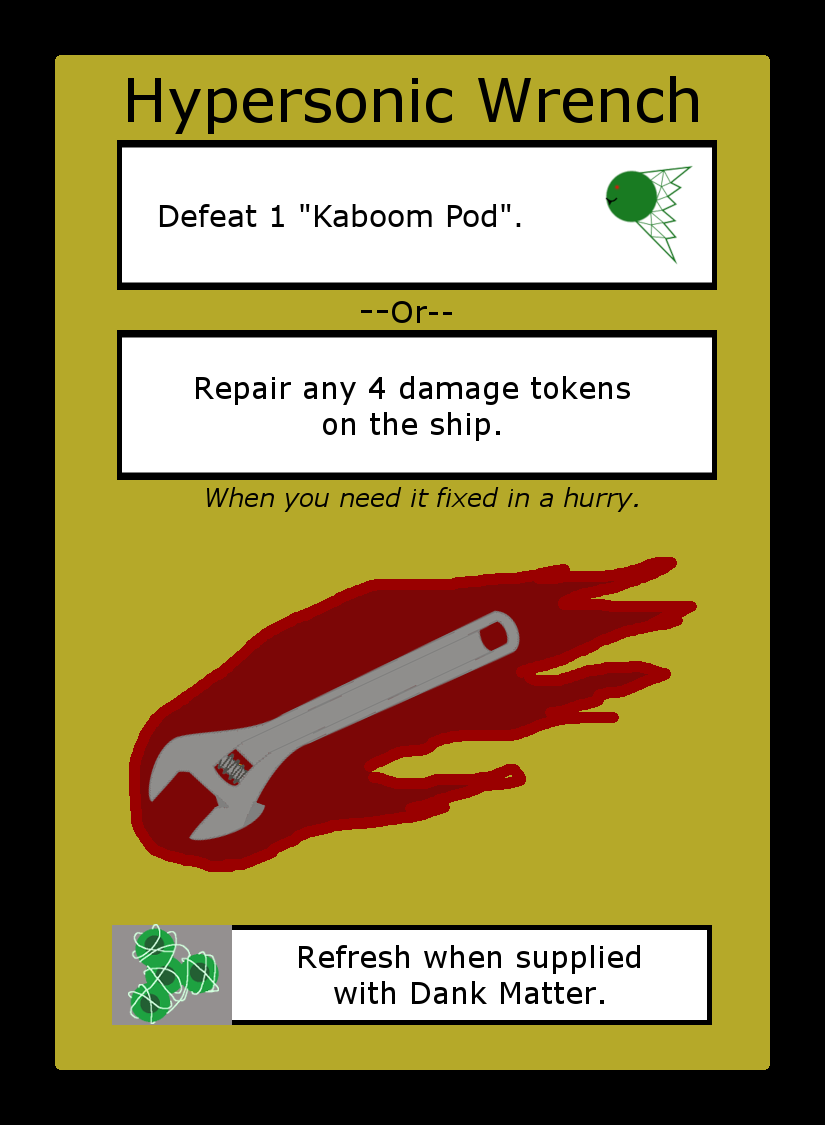 Hypersonic Wrench
Defeat 1 "Kaboom Pod".
--Or--
Repair any 4 damage tokens
on the ship.
When you need it fixed in a hurry.
Refresh when supplied
with Dank Matter.